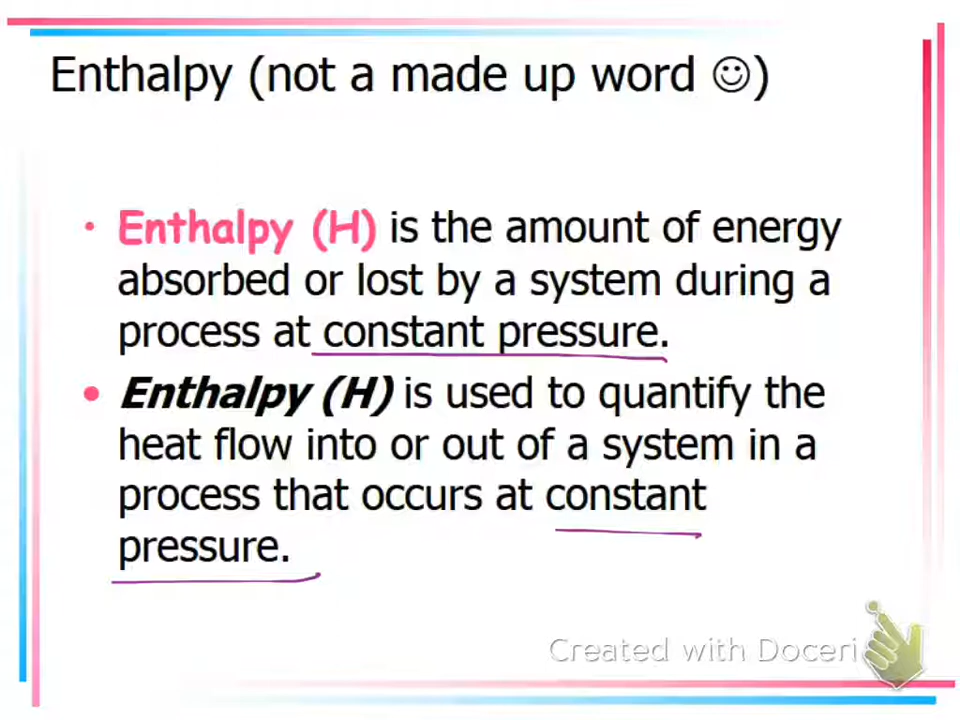 Enthalpy (not a made up word ☺)
• Enthalpy (H) is the amount of energy
absorbed or lost by a system during a
process at constant pressure.
• Enthalpy (H) is used to quantify the
heat flow into or out of a system in a
process that occurs at constant
pressure.
Created with Doceri